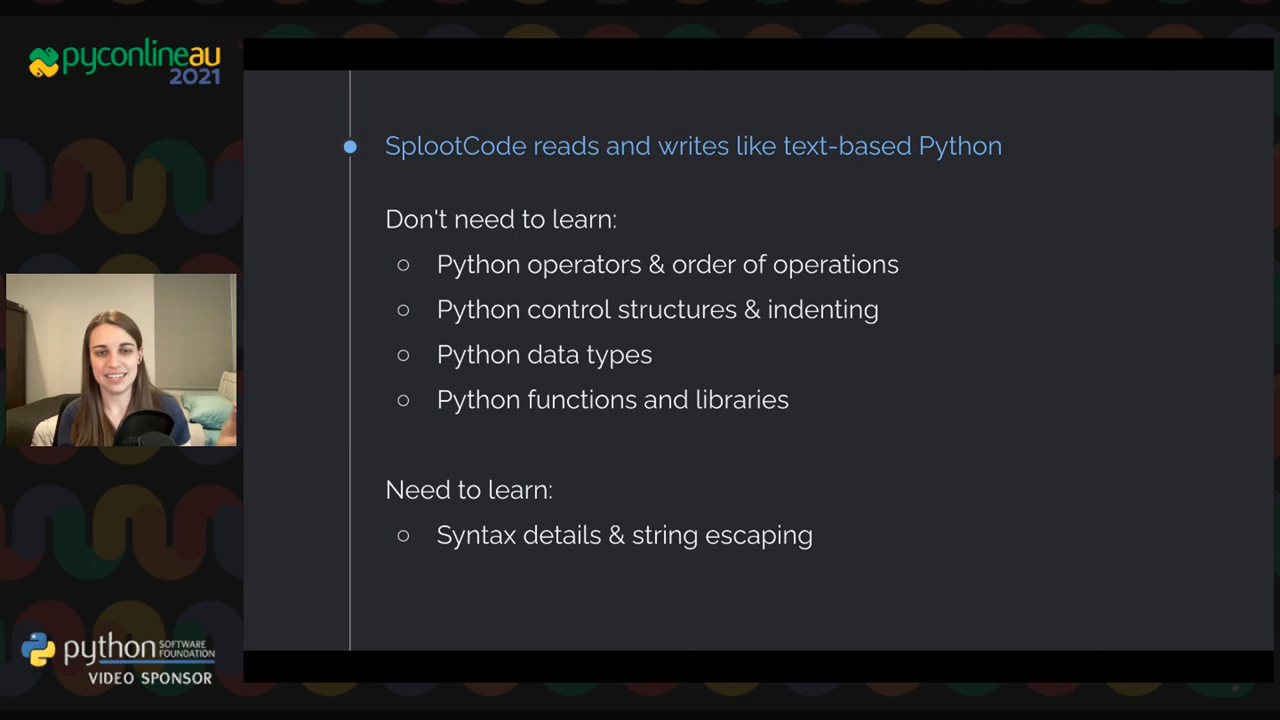 pyconlineau
2021
SplootCode reads and writes like text-based Python
Don't need to learn:
○ Python operators & order of operations
○ Python control structures & indenting
○ Python data types
○ Python functions and libraries
Need to learn:
○ Syntax details & string escaping
python SOFTWARE FOUNDATION
VIDEO SPONSOR